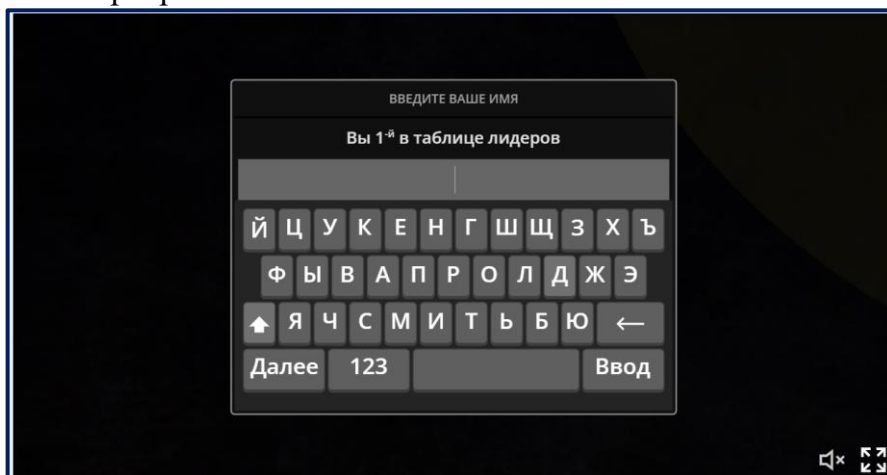 ВВЕДИТЕ ВАШЕ ИМЯ
Вы 1-й в таблице лидеров
Й Ц У К Е Н Г Ш Щ З Х Ъ
Ф Ы В А П Р О Л Д Ж Э
Я Ч С М И Т Ь Б Ю ←
Далее 123 Ввод